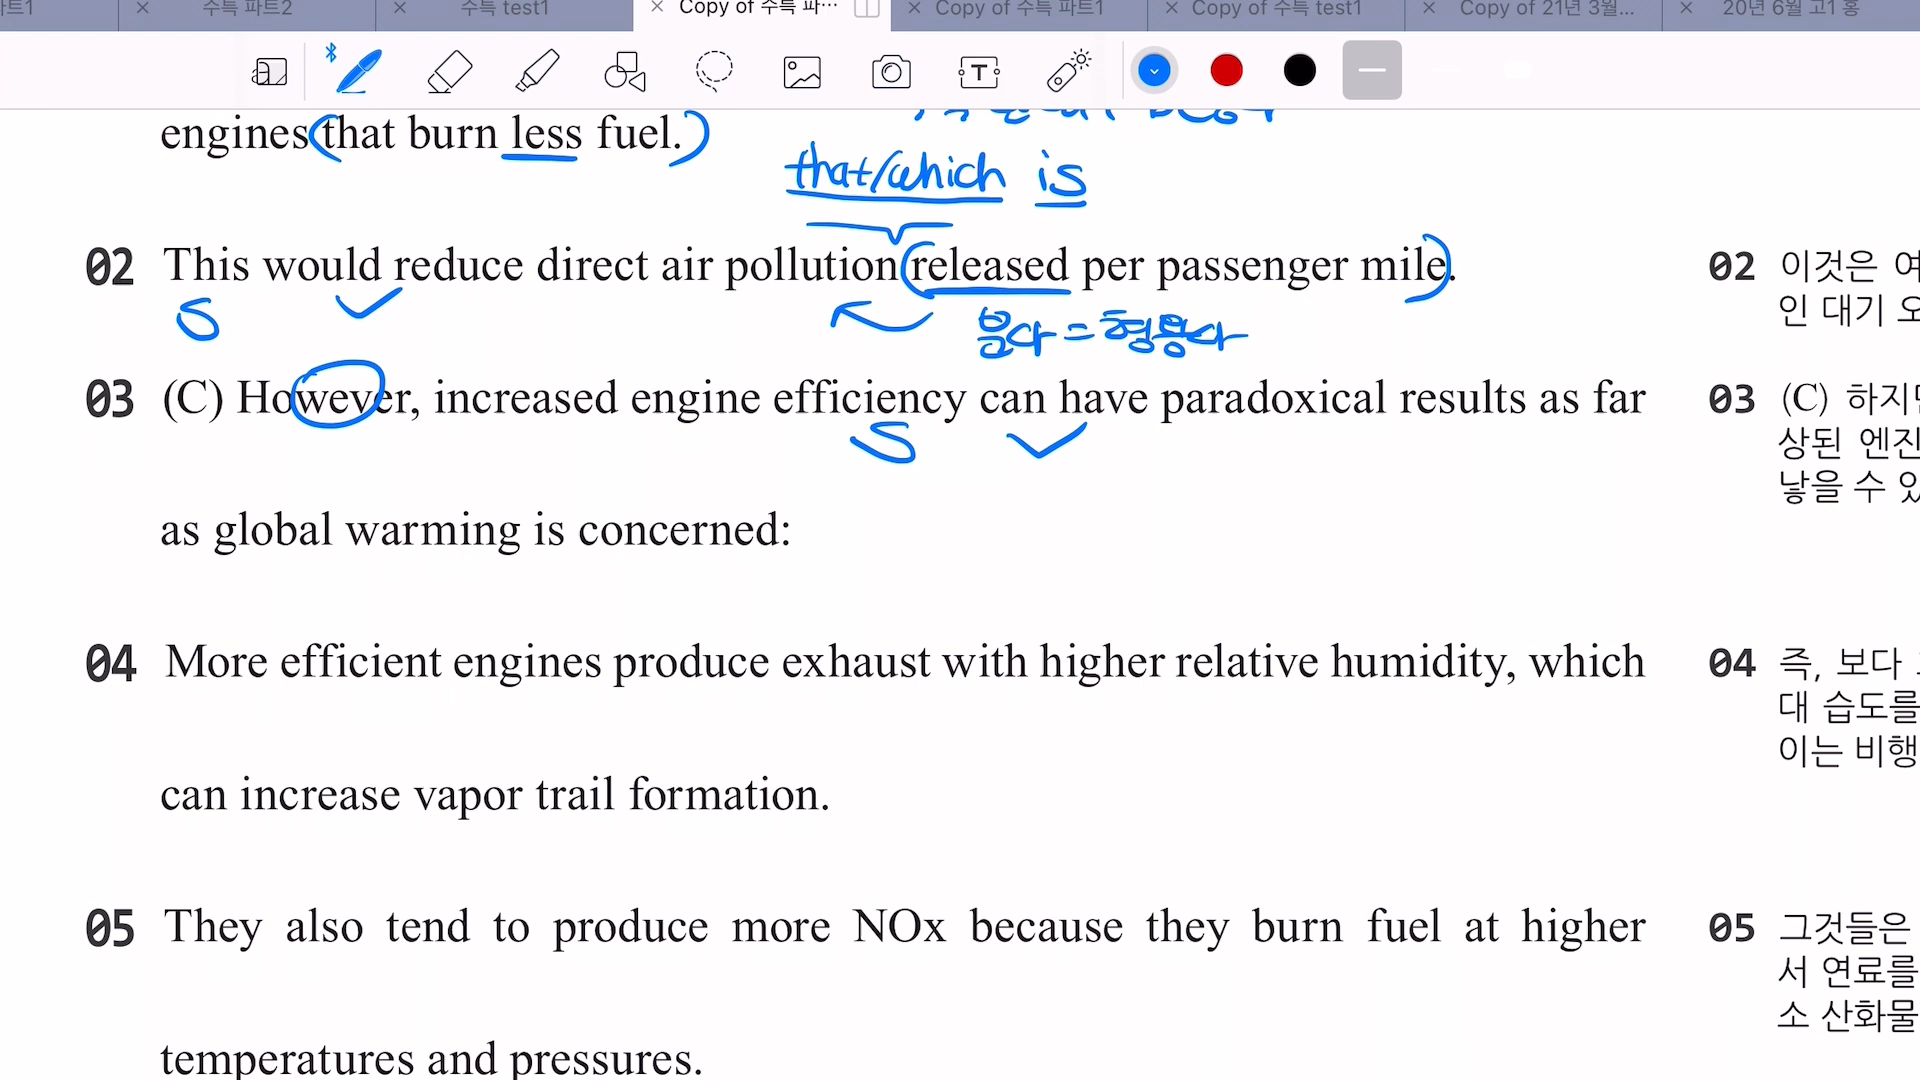 트1
× 수특 파트2
× 수특 test1
× Copy of 수특 파…
× Copy of 수특 파트1
× Copy of 수특 test1
× Copy of 21년 3월...
× 20년 6월 고1 홍
T
engines that burn less fuel.
that/which is
02 This would reduce direct air pollution released per passenger mile.
S
분다=형용다
02 이것은 여
인 대기 오
03 (C) However, increased engine efficiency can have paradoxical results as far
S
as global warming is concerned:
03 (C) 하지만
상된 엔진
낳을 수 있
04 More efficient engines produce exhaust with higher relative humidity, which
can increase vapor trail formation.
04 즉, 보다
대 습도를
이는 비행
05 They also tend to produce more NOx because they burn fuel at higher
temperatures and pressures.
05 그것들은
서 연료를
소 산화물